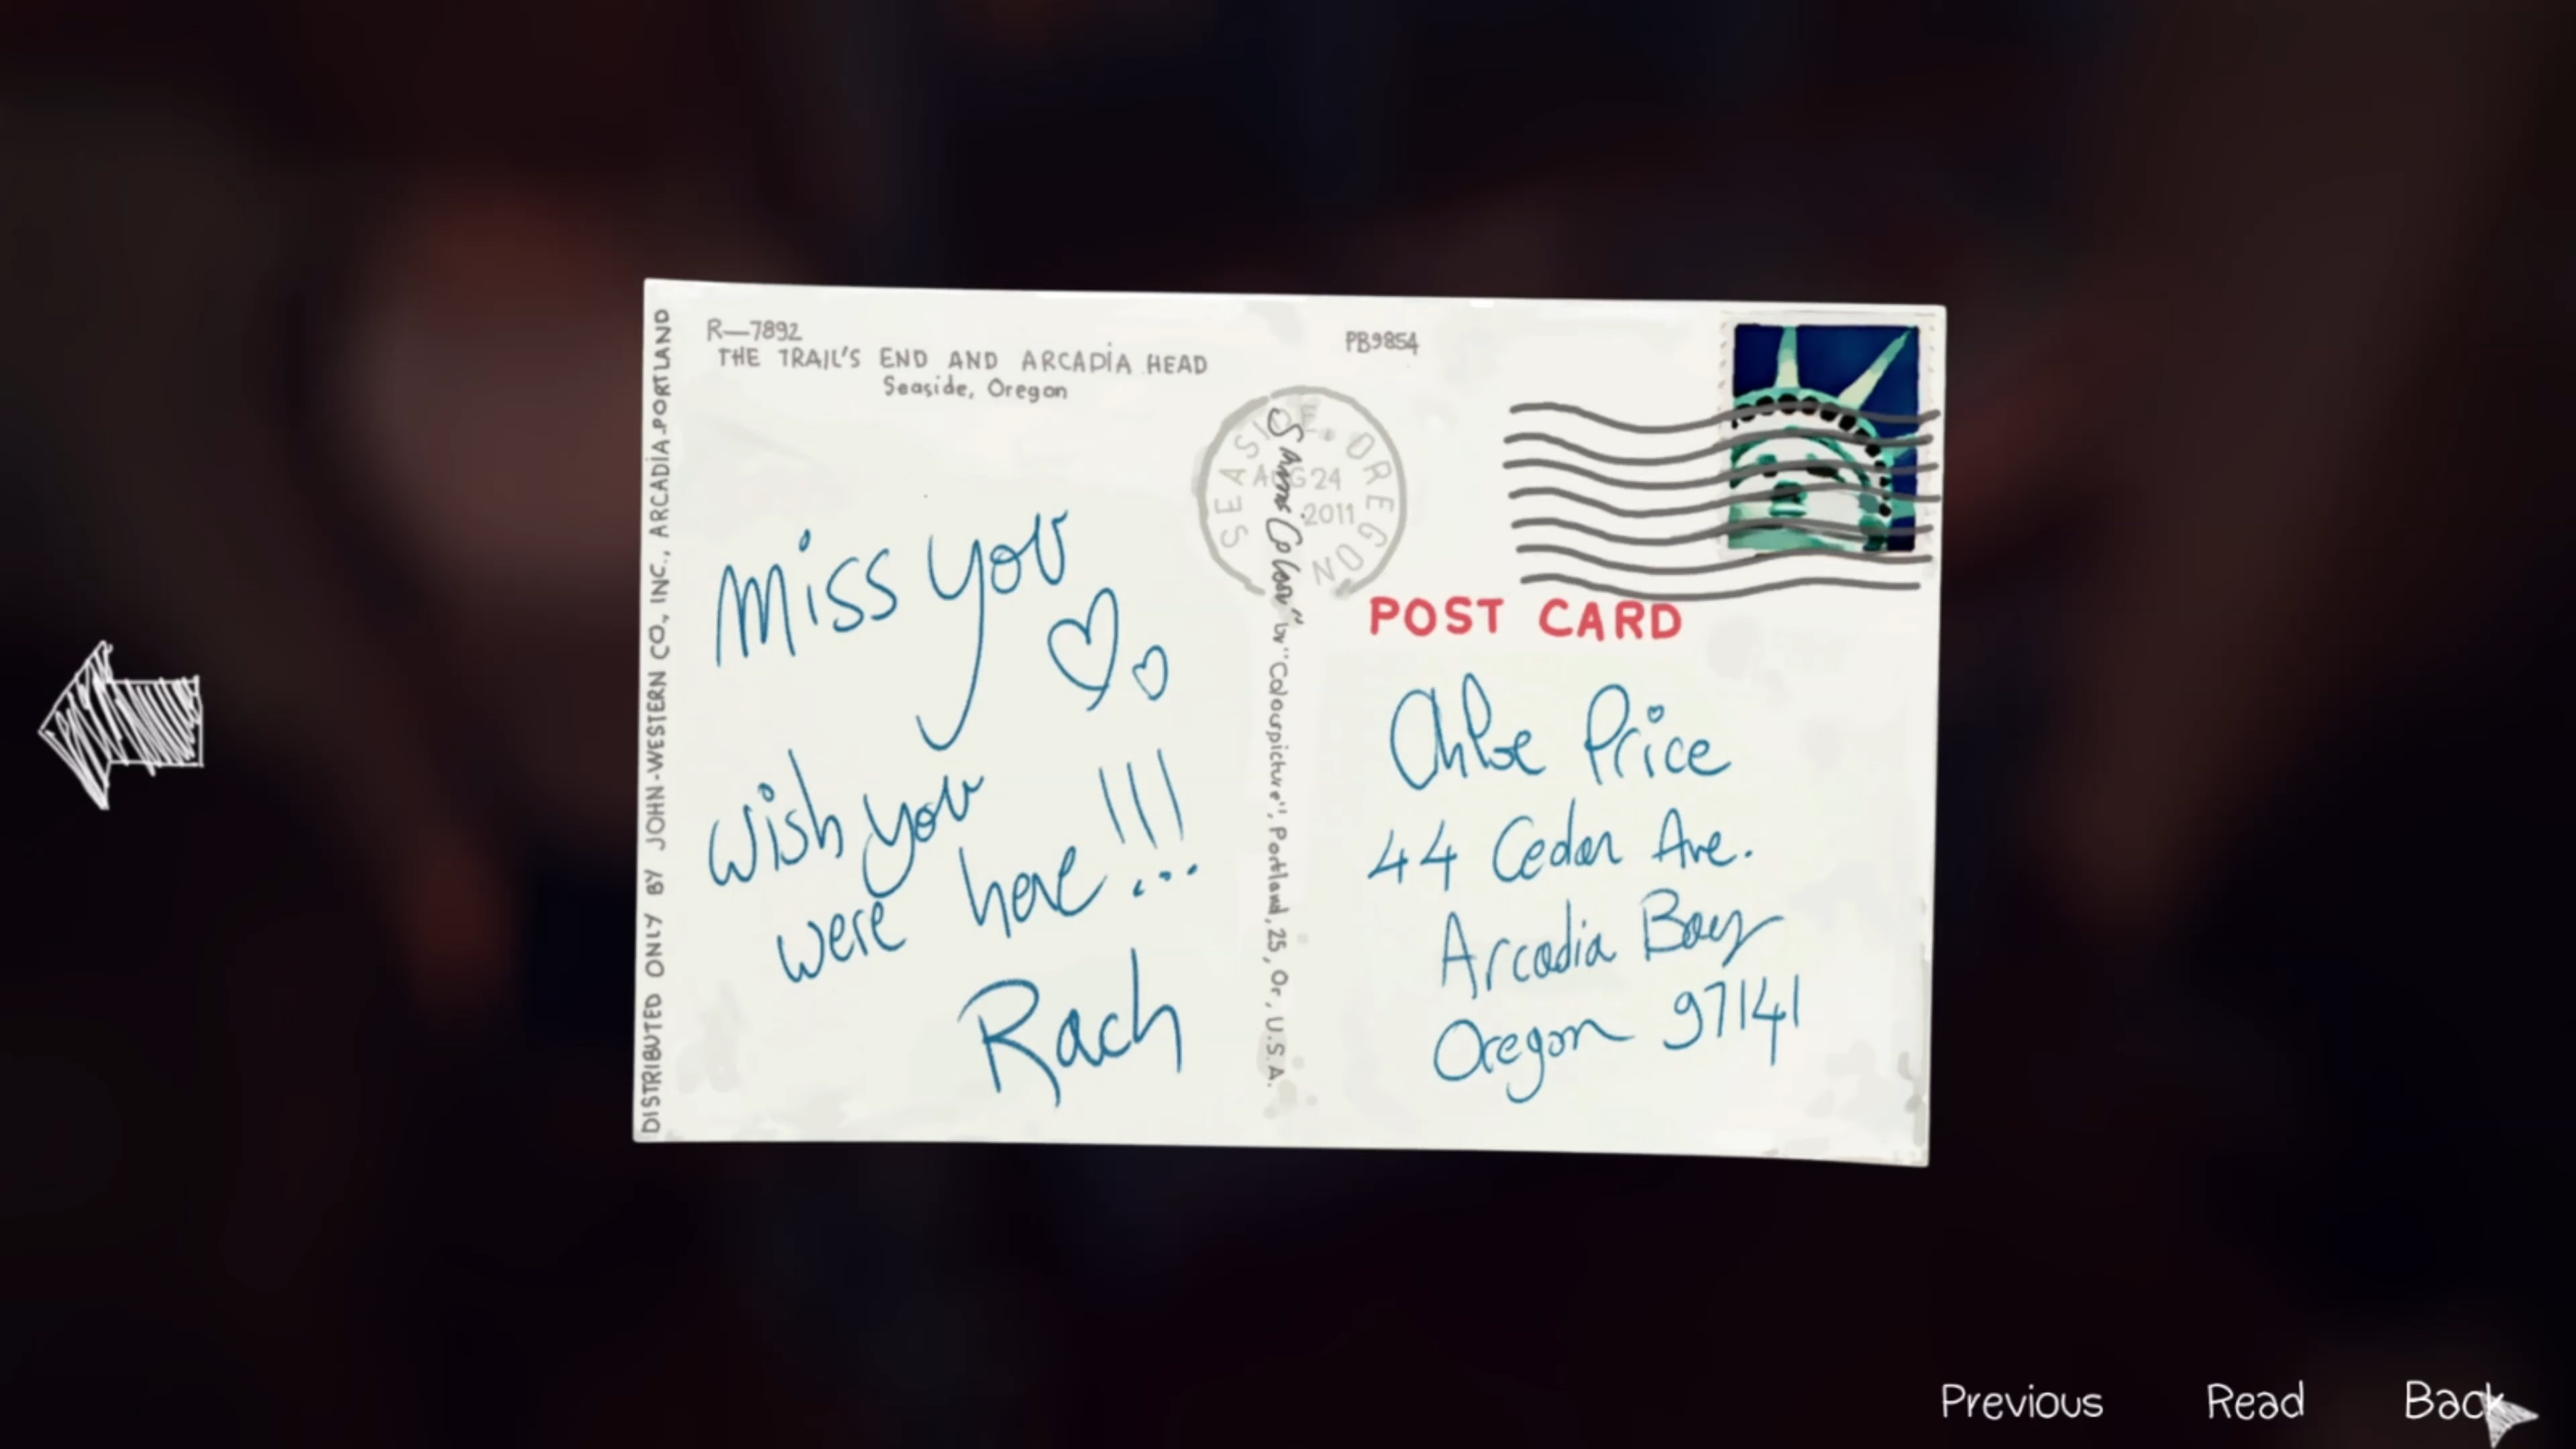 DISTRIBUTED ONLY BY JOHN-WESTERN CO., INC., ARCADIA-PORTLAND
R—7892
THE TRAIL'S END AND ARCADIA HEAD
Seaside, Oregon
miss you
wish you
were here!!!
Rach
SEASIDE, OREGON
AUG 24
2011
by "Colourpicture", Portland, 25, Or, U.S.A.
PB9854
POST CARD
Chloe Price
44 Cedar Ave.
Arcadia Bay
Oregon 97141
Previous
Read
Back